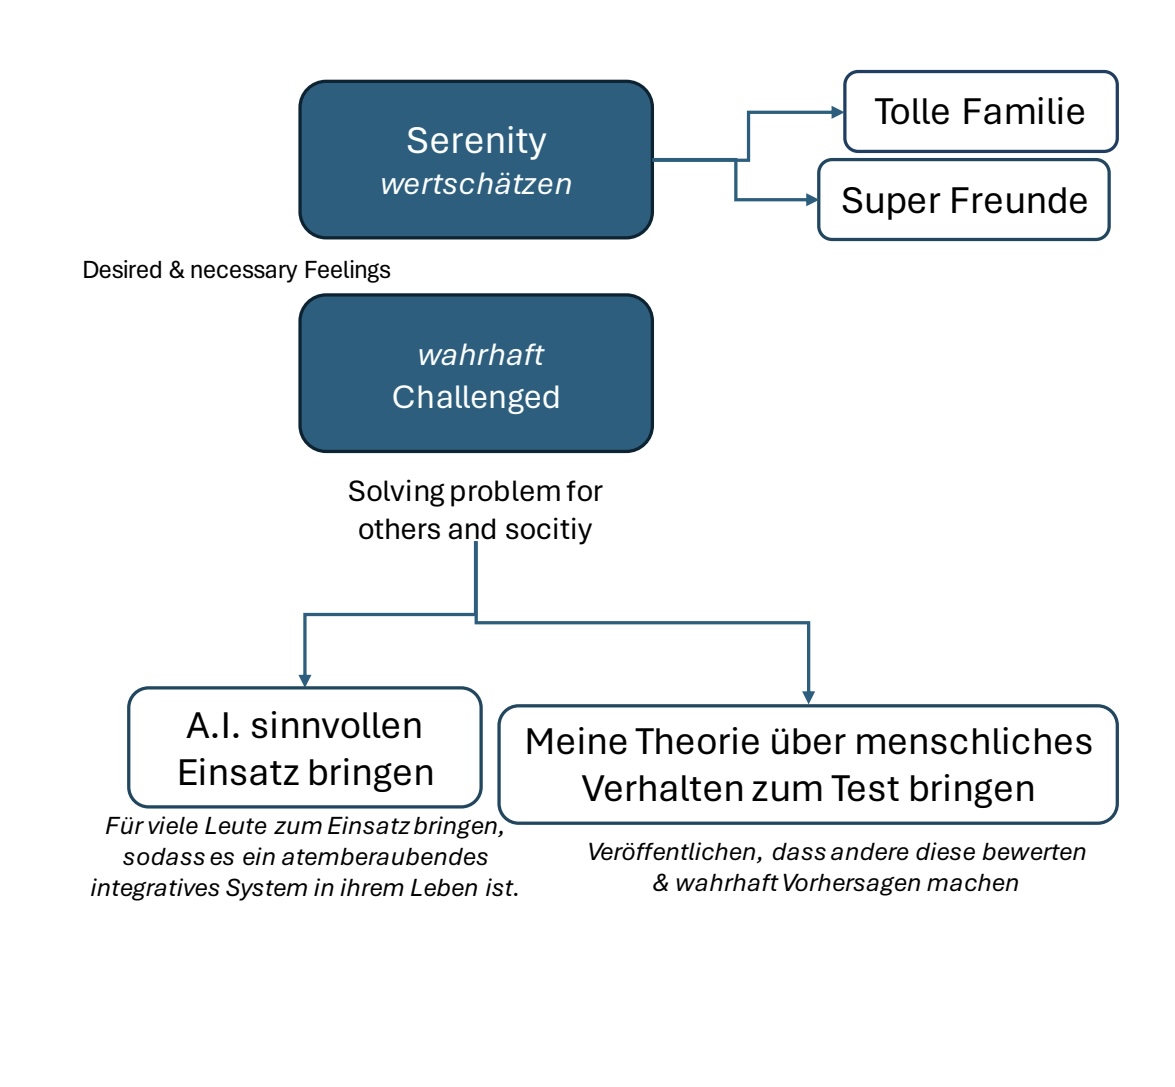 Serenity
wertschätzen
Tolle Familie
Super Freunde
Desired & necessary Feelings
wahrhaft
Challenged
Solving problem for
others and socitiy
A.I. sinnvollen
Einsatz bringen
Für viele Leute zum Einsatz bringen,
sodass es ein atemberaubendes
integratives System in ihrem Leben ist.
Meine Theorie über menschliches
Verhalten zum Test bringen
Veröffentlichen, dass andere diese bewerten
& wahrhaft Vorhersagen machen